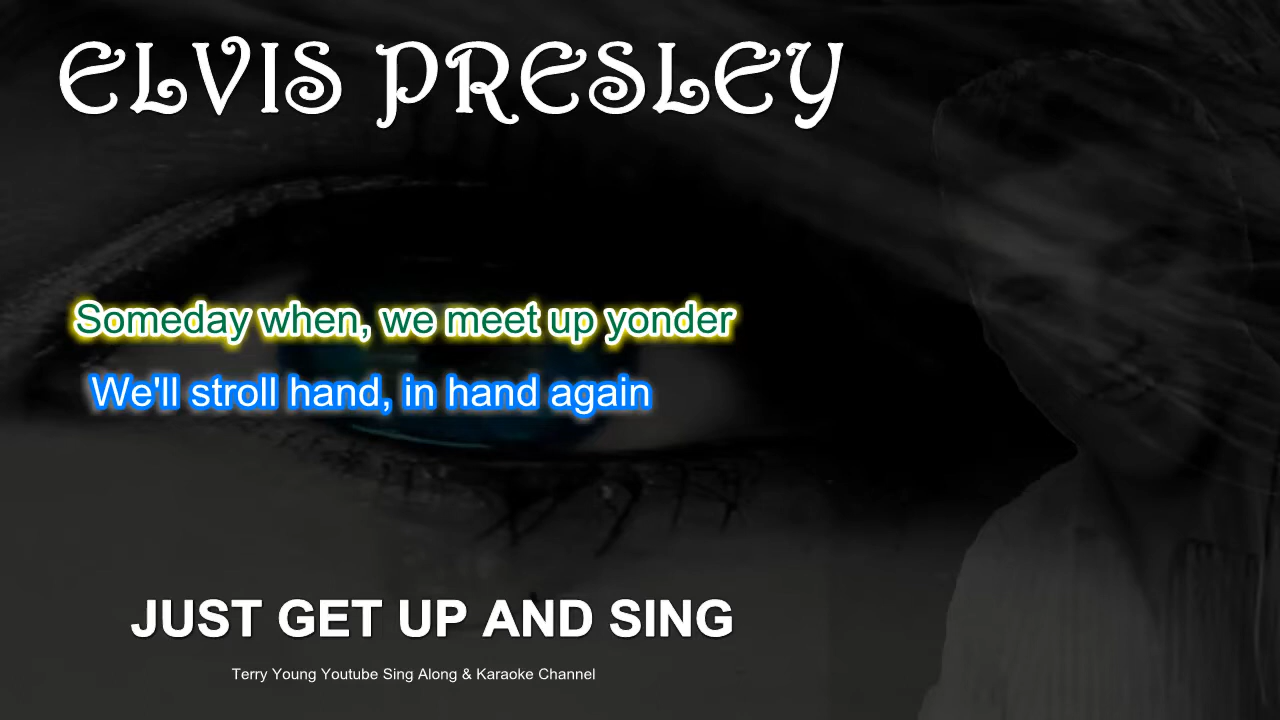 ELVIS PRESLEY
Someday when, we meet up yonder
We'll stroll hand, in hand again
JUST GET UP AND SING
Terry Young Youtube Sing Along & Karaoke Channel